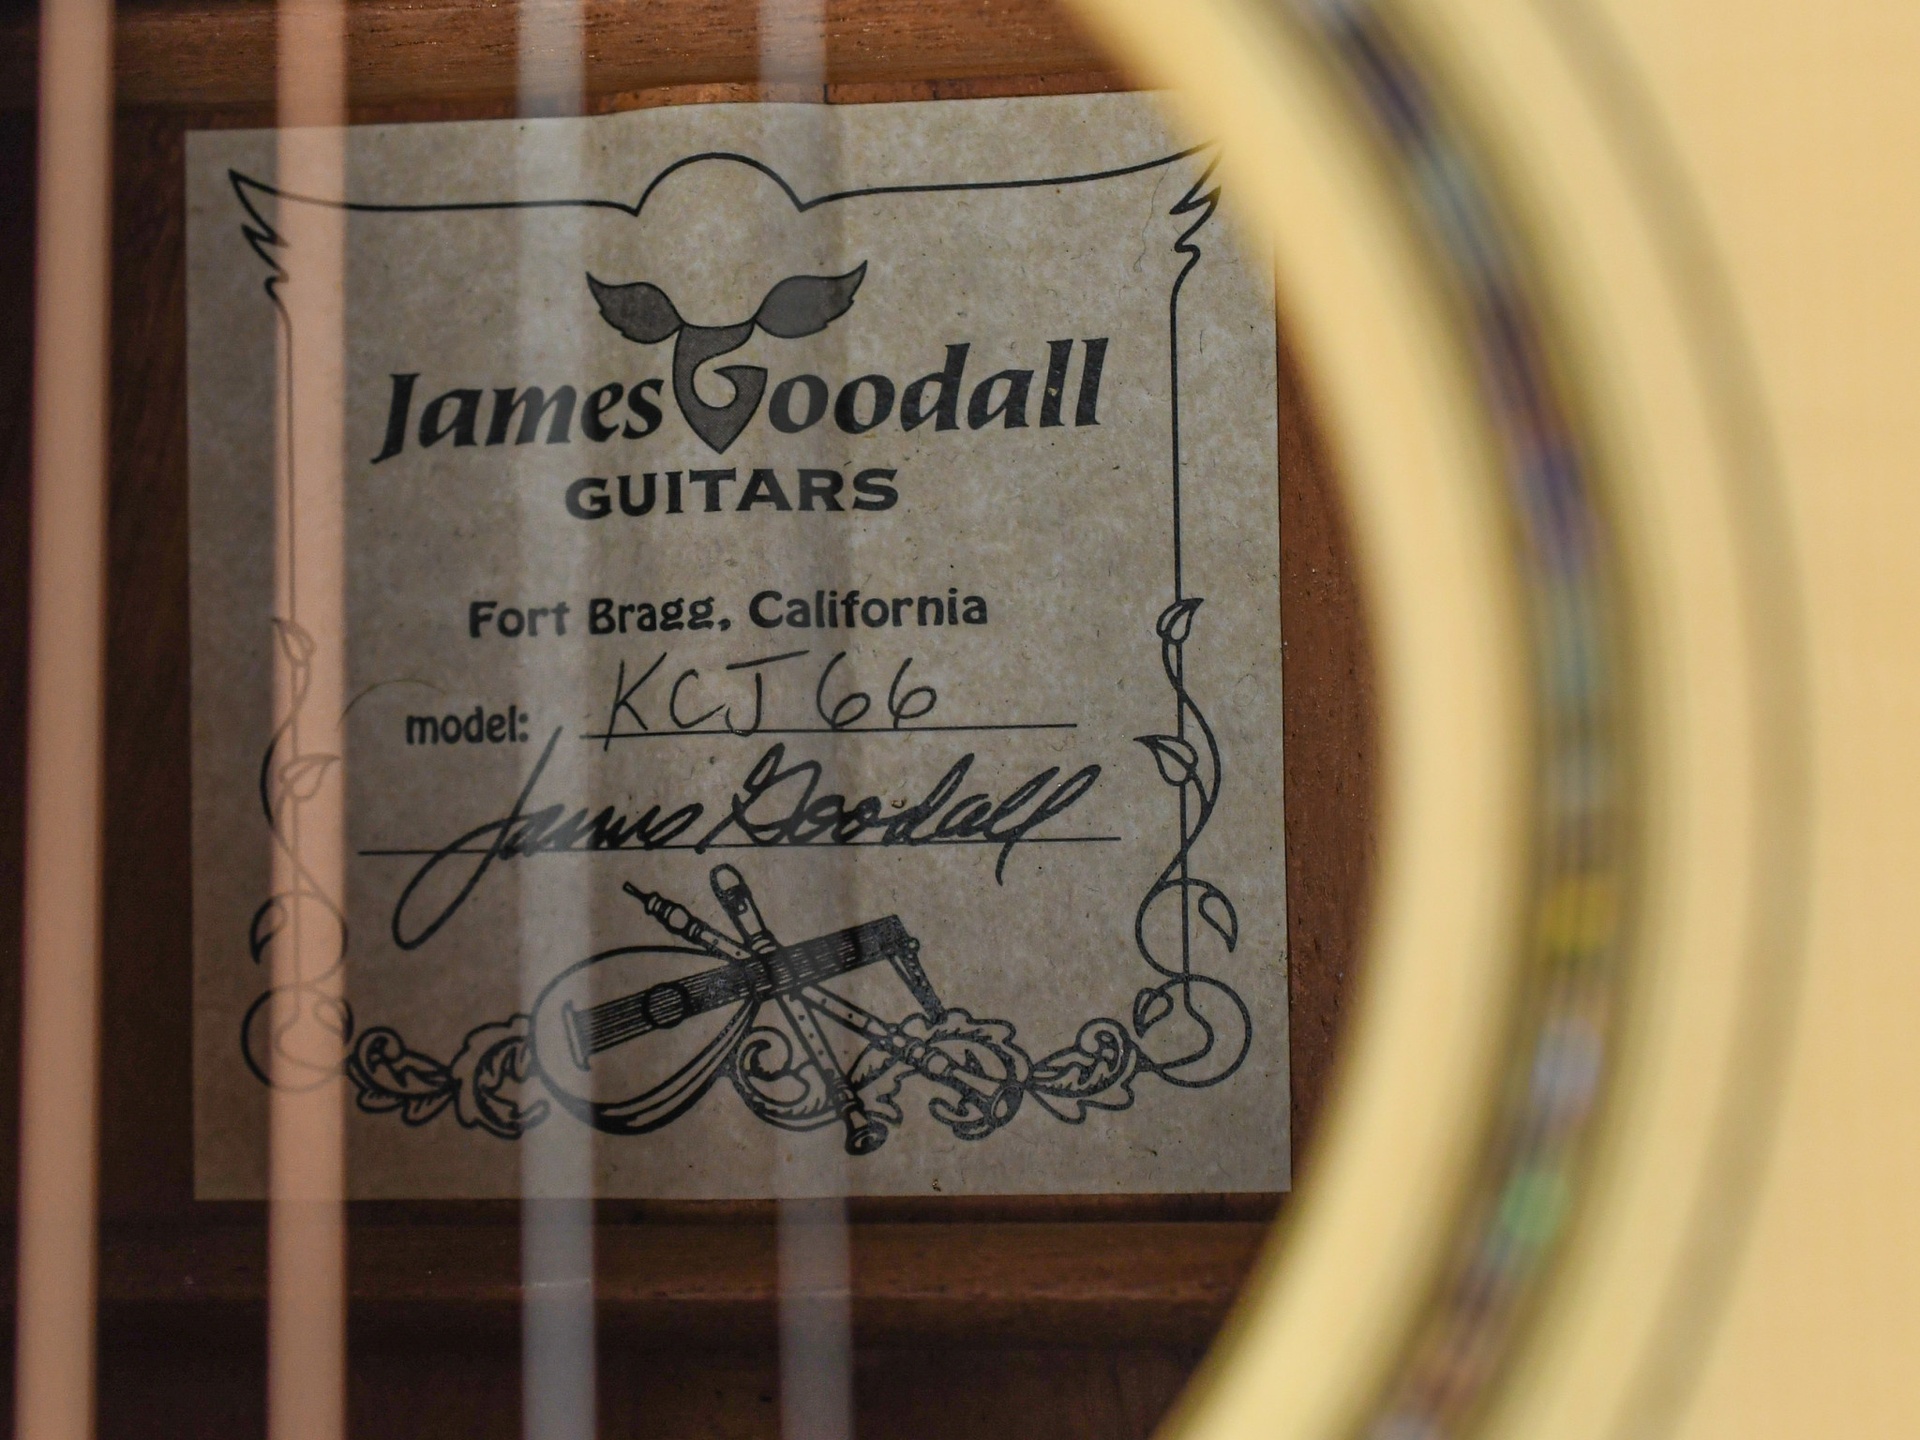 James Goodall
GUITARS
Fort Bragg, California
model: KCJ 66
James Goodall